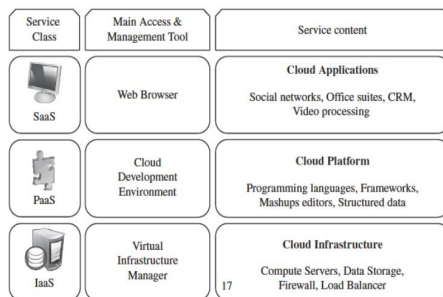 Service
Class
Main Access &
Management Tool
Service content
SaaS
Web Browser
Cloud Applications
Social networks, Office suites, CRM,
Video processing
PaaS
Cloud
Development
Environment
Cloud Platform
Programming languages, Frameworks,
Mashups editors, Structured data
IaaS
Virtual
Infrastructure
Manager
17
Cloud Infrastructure
Compute Servers, Data Storage,
Firewall, Load Balancer